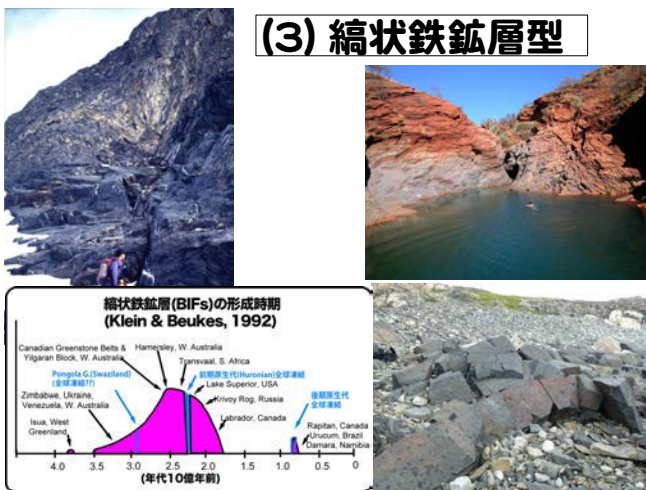 (3) 縞状鉄鉱層型
縞状鉄鉱層(BIFs)の形成時期
(Klein & Beukes, 1992)
Canadian Greenstone Belts &
Yilgaran Block, W. Australia
Hamersley, W. Australia
Transvaal, S. Africa
Pongola G.(Swaziland)
(全球凍結??)
前期原生代(Huronian)全球凍結
Lake Superior, USA
Zimbabwe, Ukraine,
Venezuela, W. Australia
Krivoy Rog, Russia
後期原生代
全球凍結
Isua, West
Greenland
Labrador, Canada
Rapitan, Canada
Urucum, Brazil
Damara, Namibia
4.0 3.5 3.0 2.5 2.0 1.5 1.0 0.5 0
(年代10億年前)